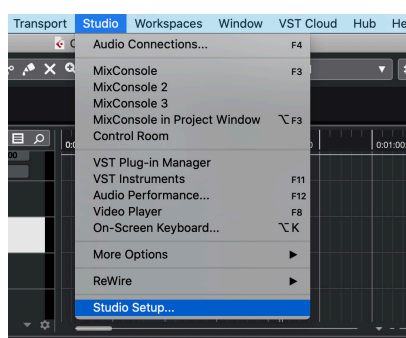 Transport Studio Workspaces Window VST Cloud Hub He
Audio Connections... F4
MixConsole F3
MixConsole 2
MixConsole 3
MixConsole in Project Window ⌥F3
Control Room
VST Plug-in Manager
VST Instruments F11
Audio Performance... F12
Video Player F8
On-Screen Keyboard... ⌥K
More Options ▶
ReWire ▶
Studio Setup...
0:01:00: